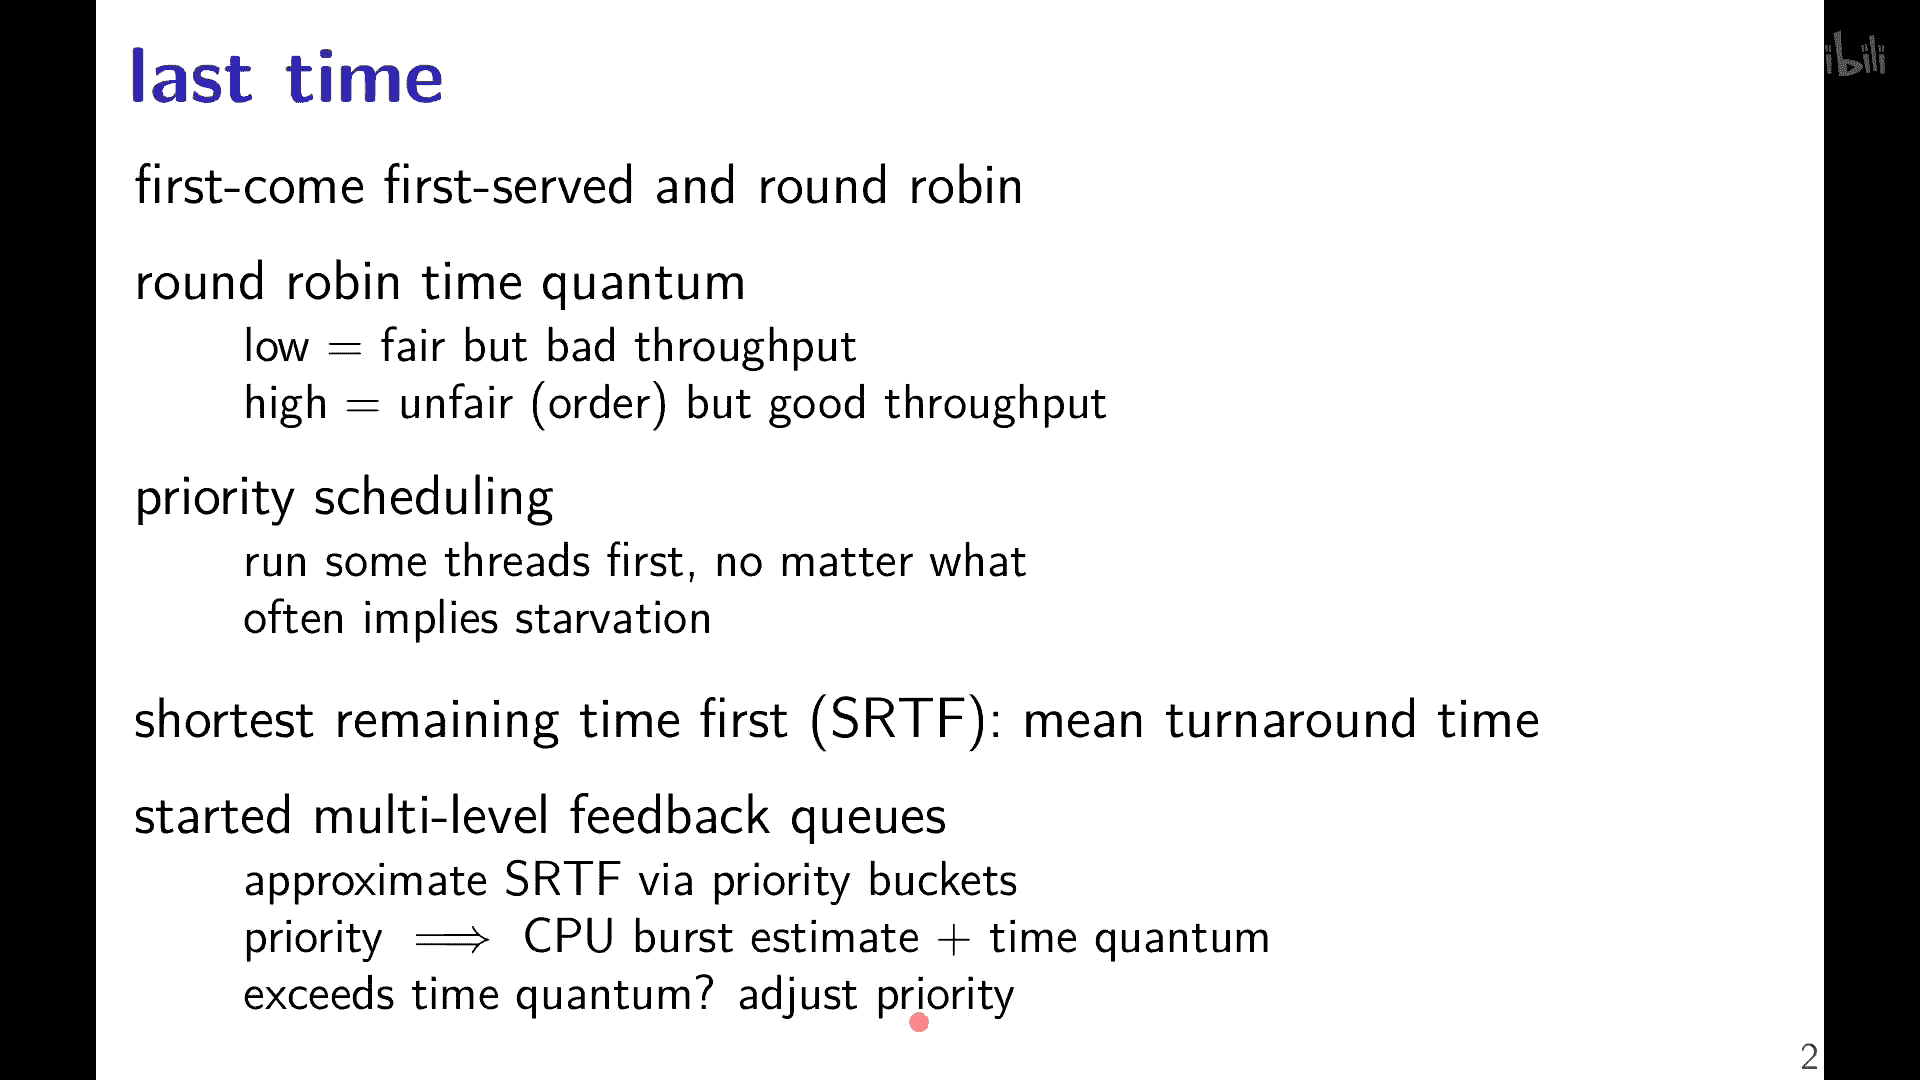 last time
first-come first-served and round robin
round robin time quantum
low = fair but bad throughput
high = unfair (order) but good throughput
priority scheduling
run some threads first, no matter what
often implies starvation
shortest remaining time first (SRTF): mean turnaround time
started multi-level feedback queues
approximate SRTF via priority buckets
priority ⟹ CPU burst estimate + time quantum
exceeds time quantum? adjust priority
2